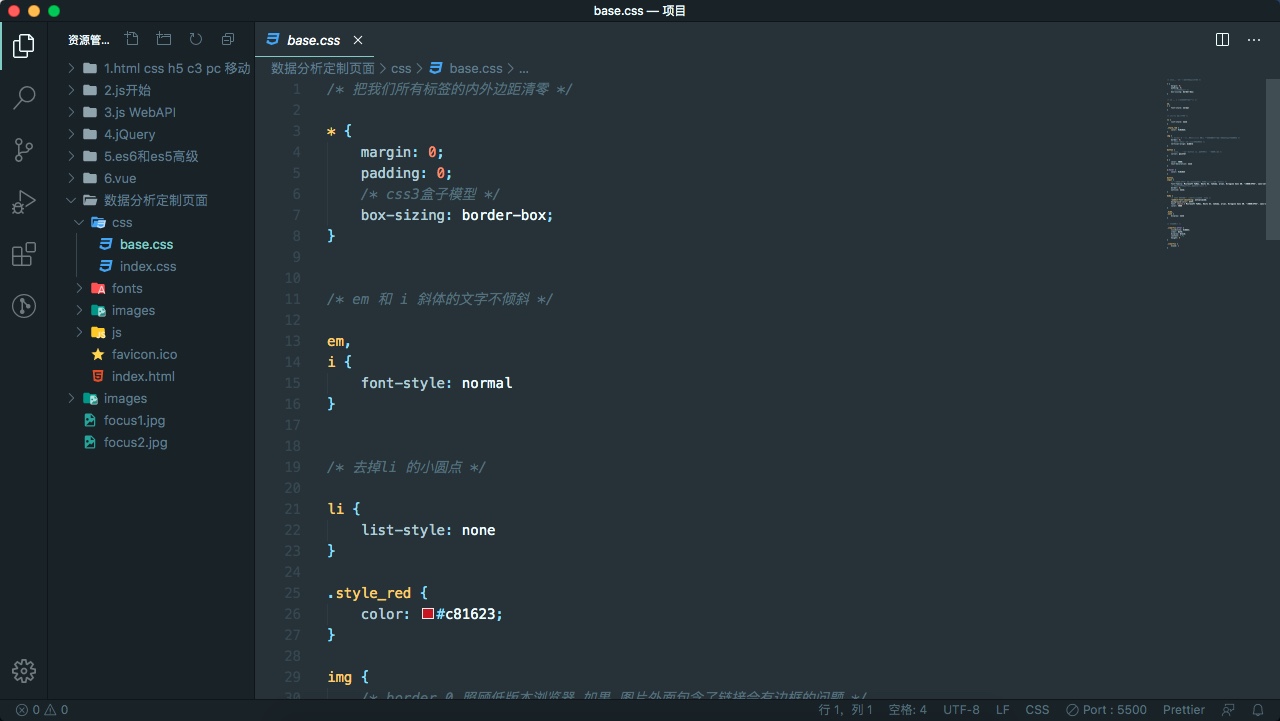 base.css — 项目
资源管...
1.html css h5 c3 pc 移动
2.js开始
3.js WebAPI
4.jQuery
5.es6和es5高级
6.vue
数据分析定制页面
css
base.css
index.css
fonts
images
js
favicon.ico
index.html
images
focus1.jpg
focus2.jpg
base.css
数据分析定制页面 > css > base.css > ...
1 /* 把我们所有标签的内外边距清零 */
2
3 * {
4 margin: 0;
5 padding: 0;
6 /* css3盒子模型 */
7 box-sizing: border-box;
8 }
9
10
11 /* em 和 i 斜体的文字不倾斜 */
12
13 em,
14 i {
15 font-style: normal
16 }
17
18
19 /* 去掉li 的小圆点 */
20
21 li {
22 list-style: none
23 }
24
25 .style_red {
26 color: #c81623;
27 }
28
29 img {
30 /* border 0 照顾低版本浏览器 如果 图片外面包含了链接会有边框的问题 */
0 0
行 1，列 1 空格: 4 UTF-8 LF CSS Port : 5500 Prettier